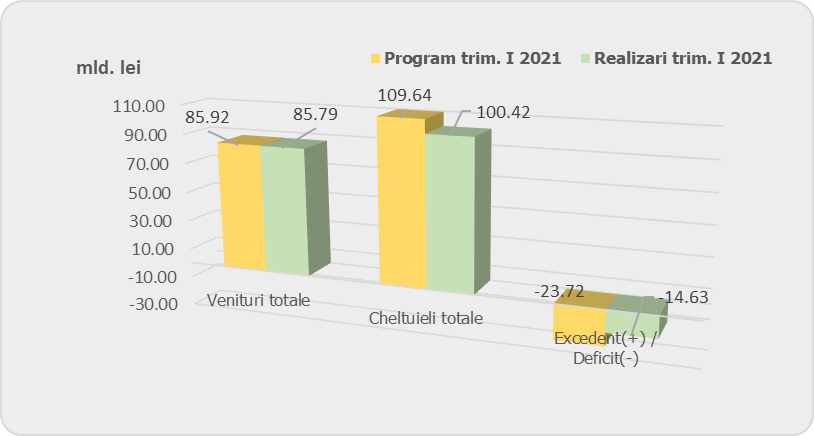 Program trim. I 2021 Realizari trim. I 2021
mld. lei
110.00
90.00
70.00
50.00
30.00
10.00
-10.00
-30.00
85.92
85.79
109.64
100.42
-23.72
-14.63
Venituri totale
Cheltuieli totale
Excedent(+) /
Deficit(-)